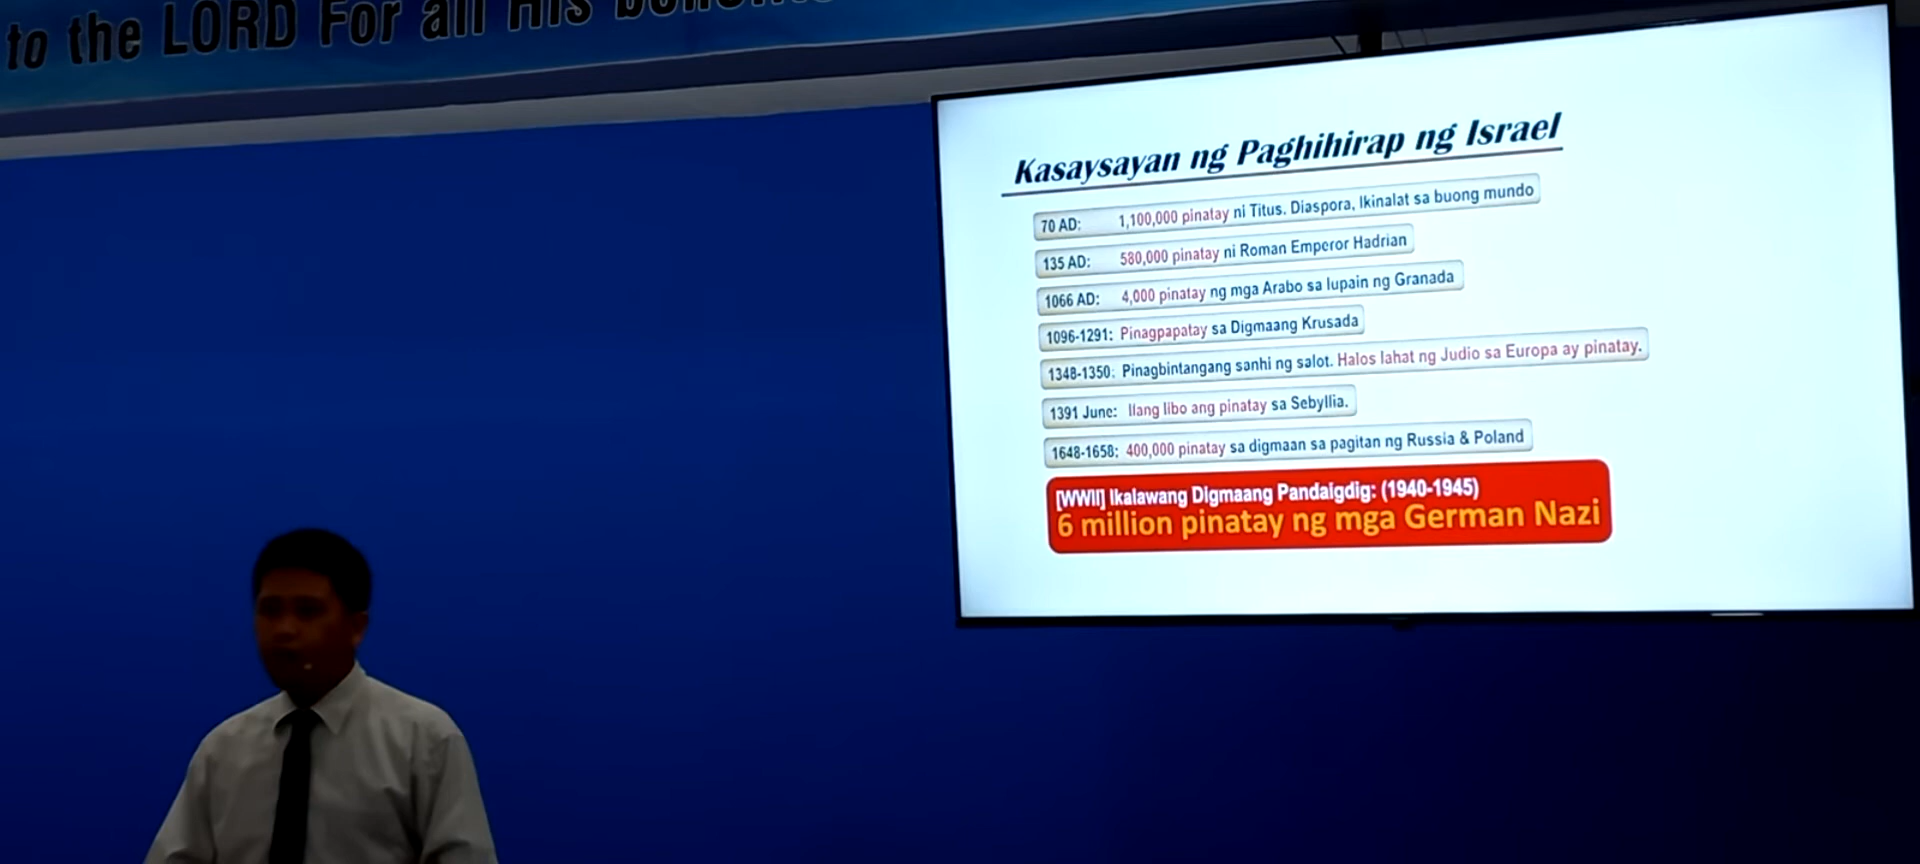 to the LORD For all His
Kasaysayan ng Paghihirap ng Israel
70 AD: 1,100,000 pinatay ni Titus. Diaspora, Ikinalat sa buong mundo
135 AD: 580,000 pinatay ni Roman Emperor Hadrian
1066 AD: 4,000 pinatay ng mga Arabo sa lupain ng Granada
1096-1291: Pinagpapatay sa Digmaang Krusada
1348-1350: Pinagbintangang sanhi ng salot. Halos lahat ng Judio sa Europa ay pinatay.
1391 June: Ilang libo ang pinatay sa Sebyllia.
1648-1658: 400,000 pinatay sa digmaan sa pagitan ng Russia & Poland
[WWII] Ikalawang Digmaang Pandaigdig: (1940-1945)
6 million pinatay ng mga German Nazi